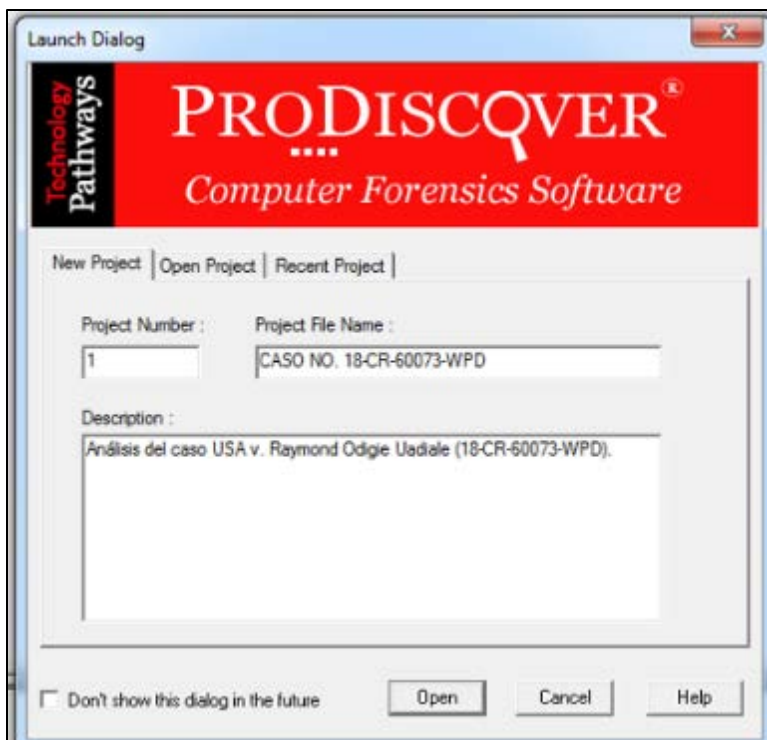 Launch Dialog
Technology
Pathways
PRODISCOVER®
Computer Forensics Software
New Project Open Project Recent Project
Project Number : Project File Name :
1 CASO NO. 18-CR-60073-WPD
Description :
Análisis del caso USA v. Raymond Odigie Uadiale (18-CR-60073-WPD).
Don't show this dialog in the future Open Cancel Help